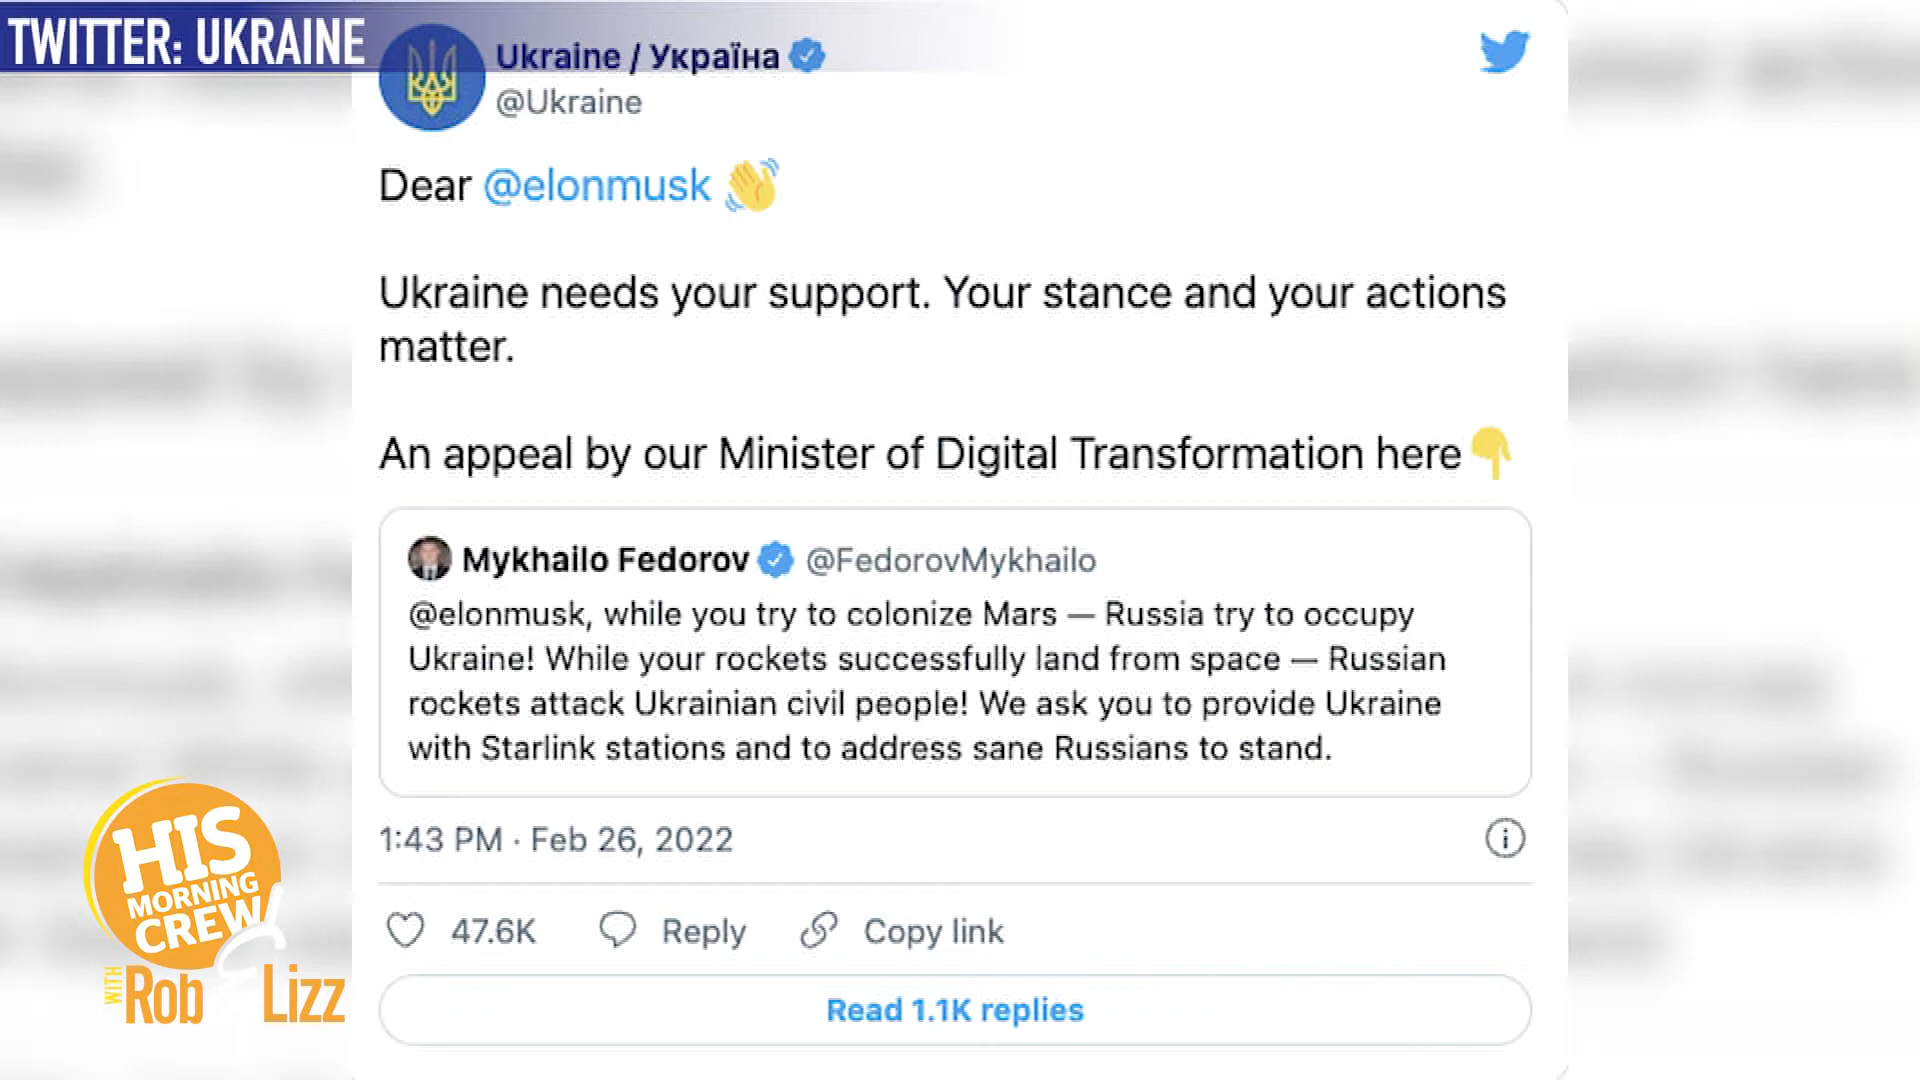 TWITTER: UKRAINE
Ukraine / Україна
@Ukraine
Dear @elonmusk 👋
Ukraine needs your support. Your stance and your actions
matter.
An appeal by our Minister of Digital Transformation here👇
Mykhailo Fedorov @FedorovMykhailo
@elonmusk, while you try to colonize Mars — Russia try to occupy
Ukraine! While your rockets successfully land from space — Russian
rockets attack Ukrainian civil people! We ask you to provide Ukraine
with Starlink stations and to address sane Russians to stand.
1:43 PM · Feb 26, 2022
47.6K Reply Copy link
Read 1.1K replies
HIS
MORNING
CREW
WITH Rob & Lizz